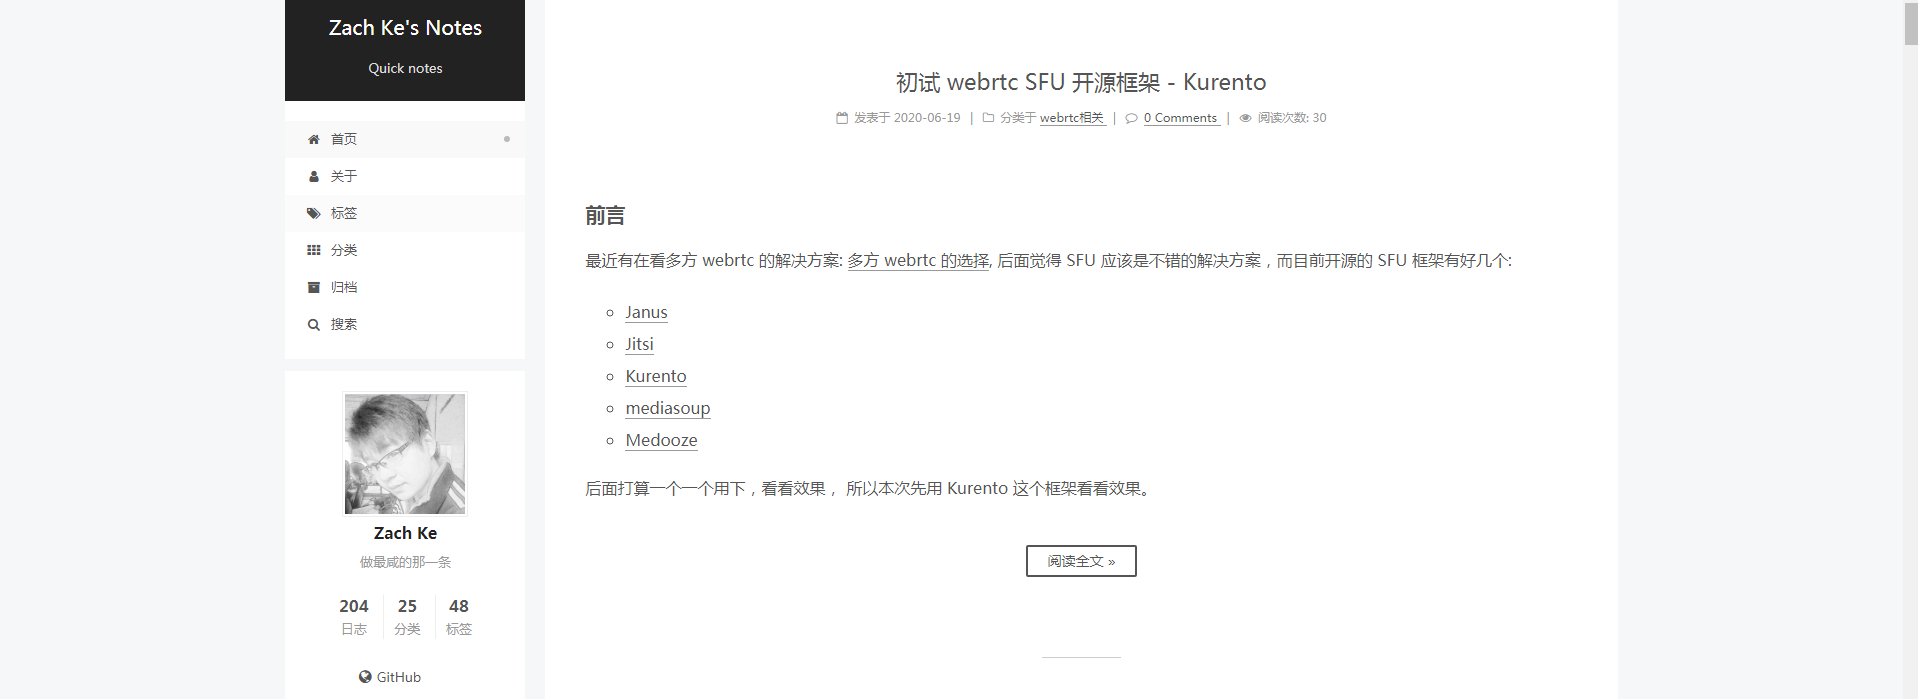 Zach Ke's Notes
Quick notes
首页
关于
标签
分类
归档
搜索
Zach Ke
做最咸的那一条
204 25 48
日志 分类 标签
GitHub
初试 webrtc SFU 开源框架 - Kurento
发表于 2020-06-19 | 分类于 webrtc相关 | 0 Comments | 阅读次数: 30
前言
最近有在看多方 webrtc 的解决方案: 多方 webrtc 的选择, 后面觉得 SFU 应该是不错的解决方案，而目前开源的 SFU 框架有好几个:
Janus
Jitsi
Kurento
mediasoup
Medooze
后面打算一个一个用下，看看效果， 所以本次先用 Kurento 这个框架看看效果。
阅读全文 »